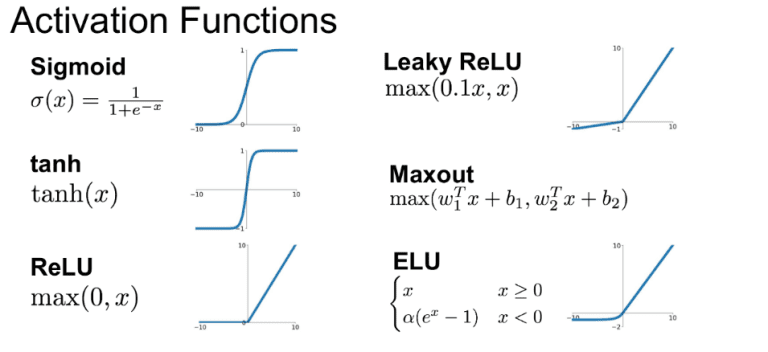 Activation Functions
Sigmoid
σ(x) = 1/(1+e^{-x})
1
0
-10
10
tanh
tanh(x)
1
-10
10
-1
ReLU
max(0, x)
10
-10
0
10
Leaky ReLU
max(0.1x, x)
10
-10
-1
10
Maxout
max(w_1^T x + b_1, w_2^T x + b_2)
ELU
{ x x ≥ 0
α(e^x − 1) x < 0
10
-10
-2
10